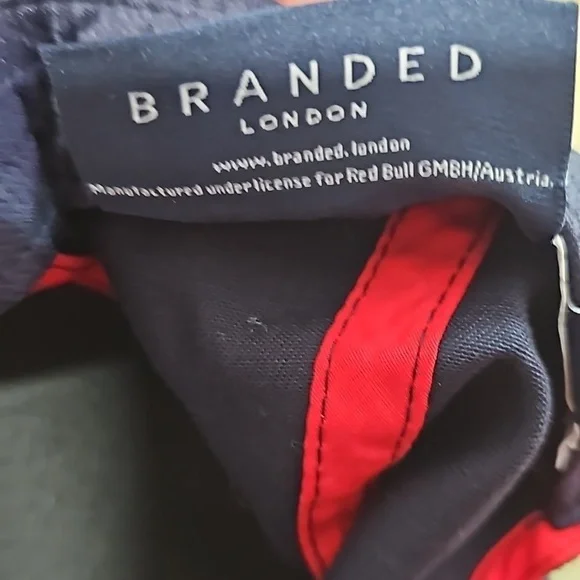 BRANDED
LONDON
www.branded.london
Manufactured under license for Red Bull GMBH/Austria.